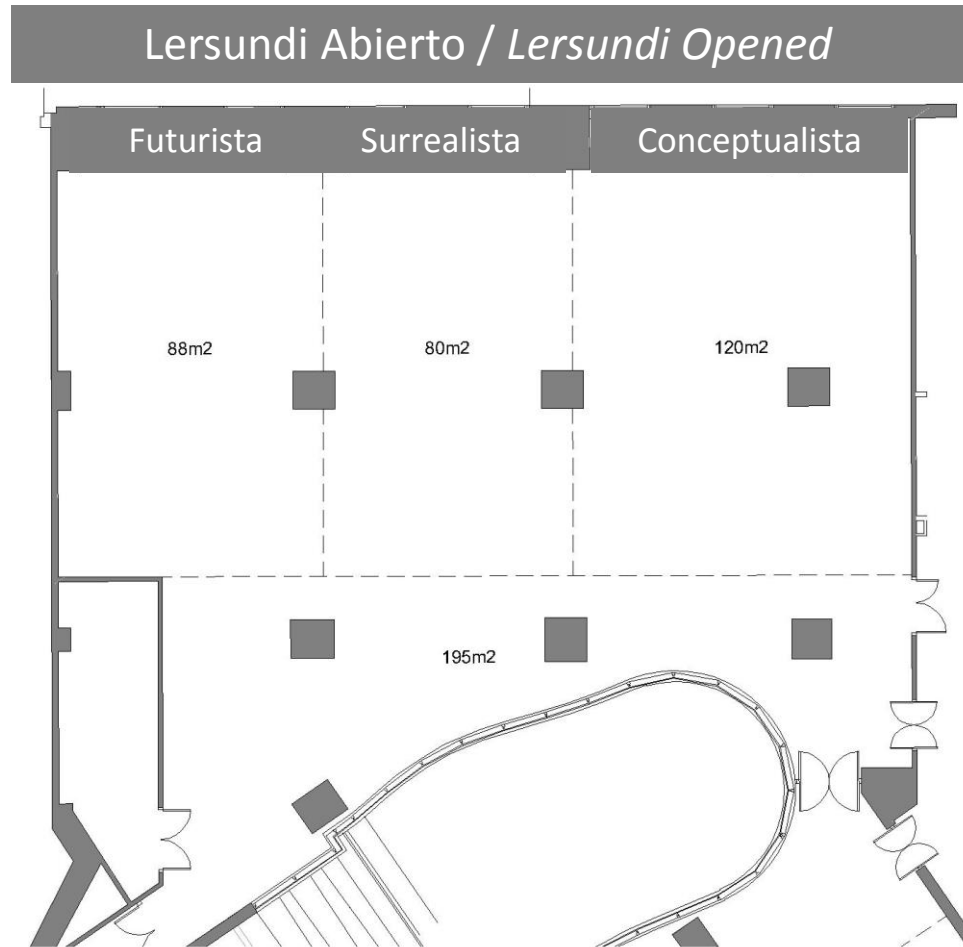 Lersundi Abierto / Lersundi Opened
Futurista Surrealista Conceptualista
88m2 80m2 120m2
195m2